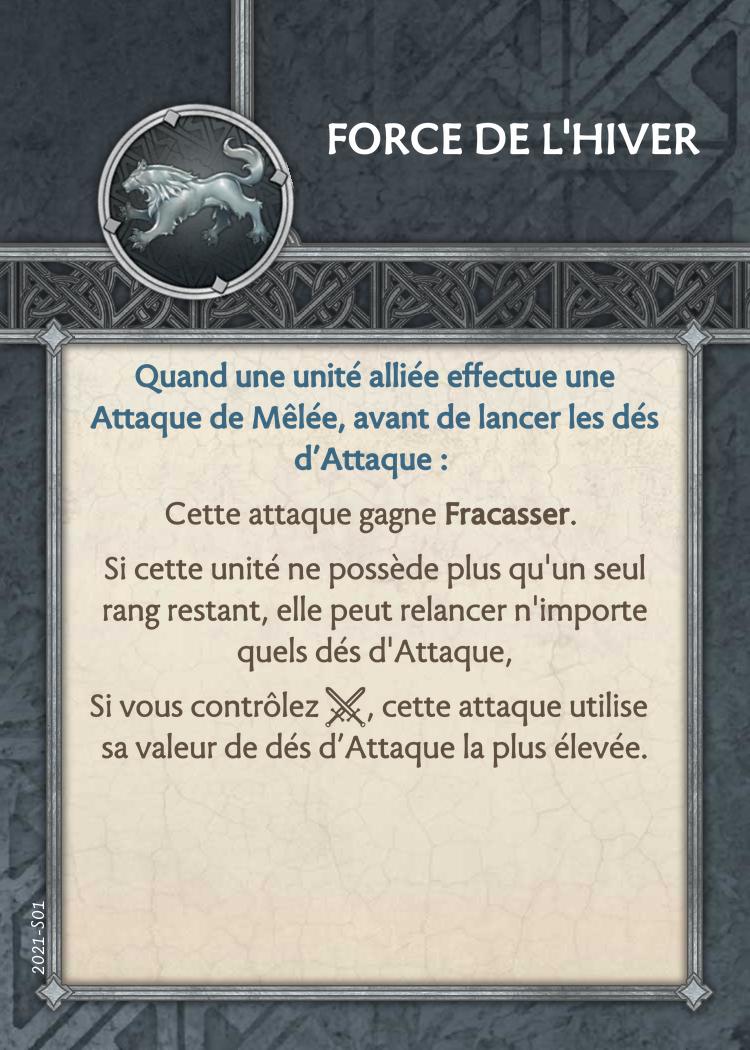 FORCE DE L'HIVER
Quand une unité alliée effectue une
Attaque de Mêlée, avant de lancer les dés
d’Attaque :
Cette attaque gagne Fracasser.
Si cette unité ne possède plus qu'un seul
rang restant, elle peut relancer n'importe
quels dés d'Attaque,
Si vous contrôlez , cette attaque utilise
sa valeur de dés d’Attaque la plus élevée.
2021-S01